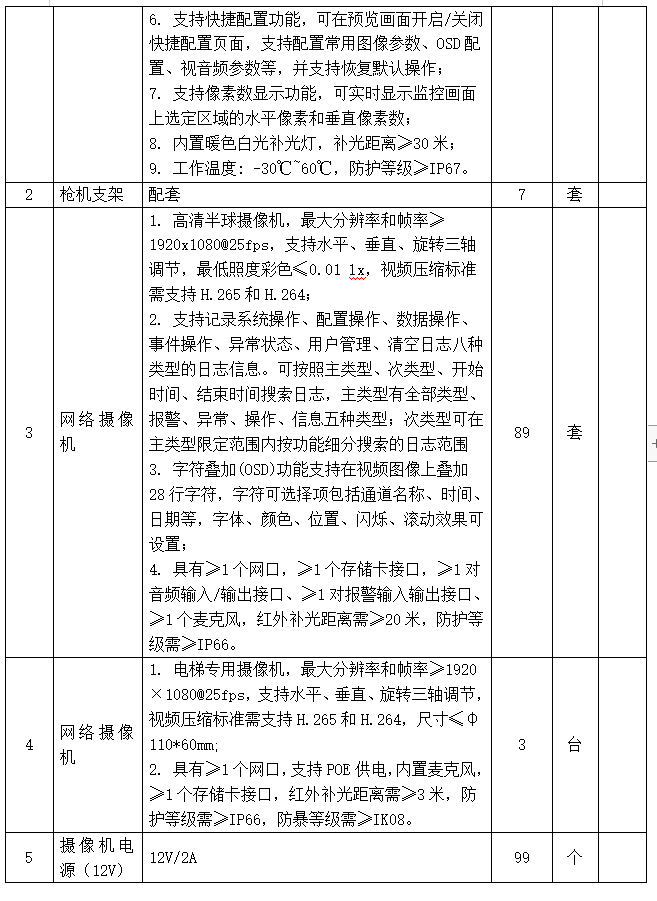 6. 支持快捷配置功能，可在预览画面开启/关闭
快捷配置页面，支持配置常用图像参数、OSD 配
置、视音频参数等，并支持恢复默认操作；
7. 支持像素数显示功能，可实时显示监控画面
上选定区域的水平像素和垂直像素数；
8. 内置暖色白光补光灯，补光距离≥30 米；
9. 工作温度：-30℃~60℃，防护等级≥IP67。
2 枪机支架 配套 7 套
1. 高清半球摄像机，最大分辨率和帧率≥
1920x1080@25fps，支持水平、垂直、旋转三轴
调节，最低照度彩色≤0.01 lx，视频压缩标准
需支持 H.265 和 H.264；
2. 支持记录系统操作、配置操作、数据操作、
事件操作、异常状态、用户管理、清空日志八种
类型的日志信息。可按照主类型、次类型、开始
时间、结束时间搜索日志，主类型有全部类型、
报警、异常、操作、信息五种类型；次类型可在
主类型限定范围内按功能细分搜索的日志范围
3. 字符叠加(OSD)功能支持在视频图像上叠加
28 行字符，字符可选择项包括通道名称、时间、
日期等，字体、颜色、位置、闪烁、滚动效果可
设置；
4. 具有≥1 个网口，≥1 个存储卡接口，≥1 对
音频输入/输出接口、≥1 对报警输入输出接口、
≥1 个麦克风，红外补光距离需≥20 米，防护等
级需≥IP66。
3 网络摄像
机
89 套
1. 电梯专用摄像机，最大分辨率和帧率≥1920
×1080@25fps，支持水平、垂直、旋转三轴调节，
视频压缩标准需支持 H.265 和 H.264，尺寸≤φ
110*60mm;
2. 具有≥1 个网口，支持 POE 供电，内置麦克风，
≥1 个存储卡接口，红外补光距离需≥3 米，防
护等级需≥IP66，防暴等级需≥IK08。
4 网络摄像
机
3 台
5 摄像机电
源（12V）
12V/2A 99 个